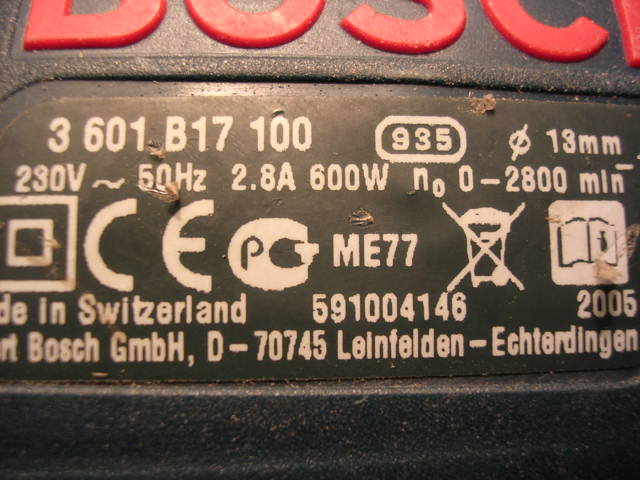 BOSCH
3 601 B17 100 935 ø 13mm
230V ~ 50Hz 2.8A 600W n₀ 0-2800 min⁻
CE PC ME77
de in Switzerland 591004146 2005
rt Bosch GmbH, D-70745 Leinfelden-Echterdingen